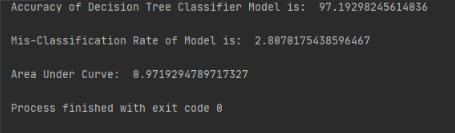 Accuracy of Decision Tree Classifier Model is:  97.19298245614036
Mis-Classification Rate of Model is:  2.8070175438596467
Area Under Curve:  0.9719294789717327
Process finished with exit code 0